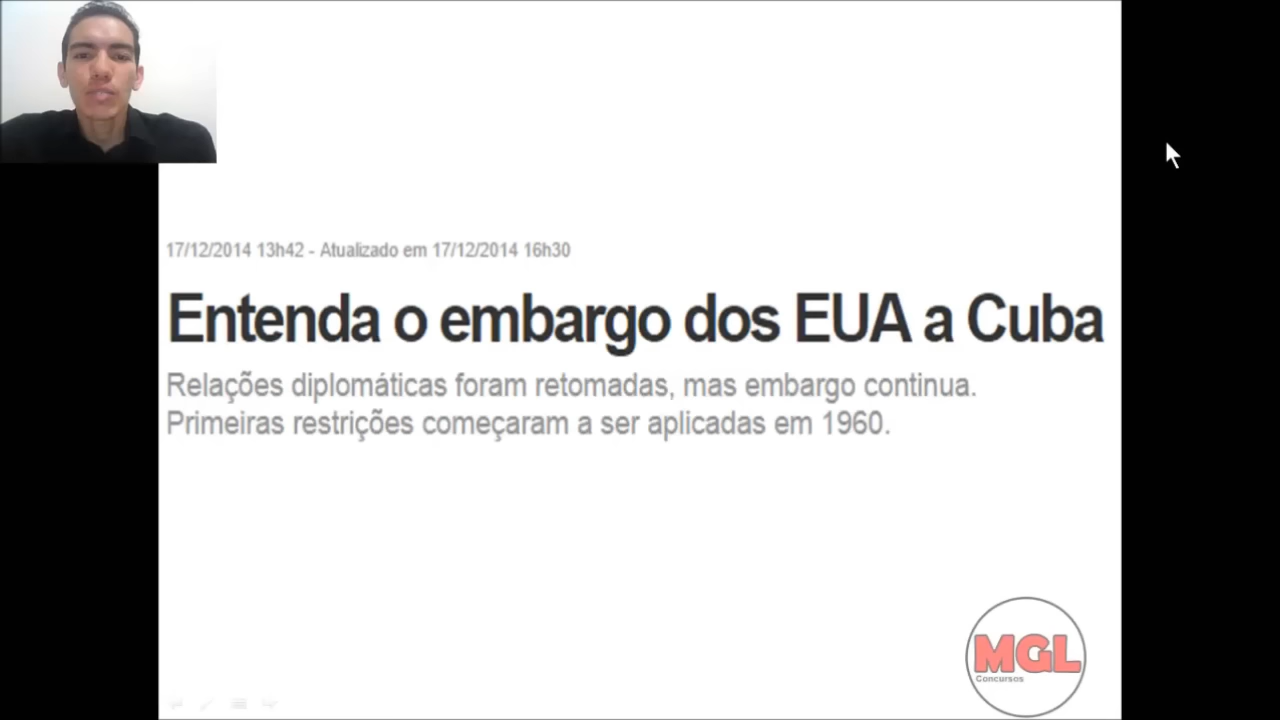 17/12/2014 13h42 - Atualizado em 17/12/2014 16h30
Entenda o embargo dos EUA a Cuba
Relações diplomáticas foram retomadas, mas embargo continua.
Primeiras restrições começaram a ser aplicadas em 1960.
MGL
Concursos